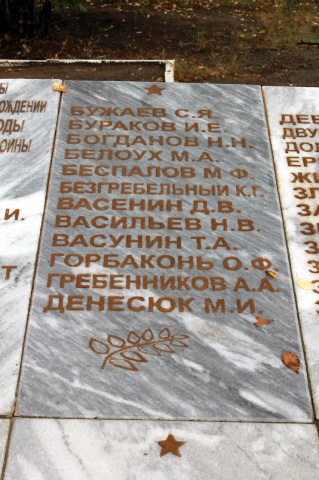 БУЖАЕВ С.Я.
БУРАКОВ И.Е.
БОГДАНОВ Н.Н.
БЕЛОУХ М.А.
БЕСПАЛОВ М.Ф.
БЕЗГРЕБЕЛЬНЫЙ К.Г.
ВАСЕНИН Д.В.
ВАСИЛЬЕВ Н.В.
ВАСУНИН Т.А.
ГОРБАКОНЬ О.Ф.
ГРЕБЕННИКОВ А.А.
ДЕНЕСЮК М.И.